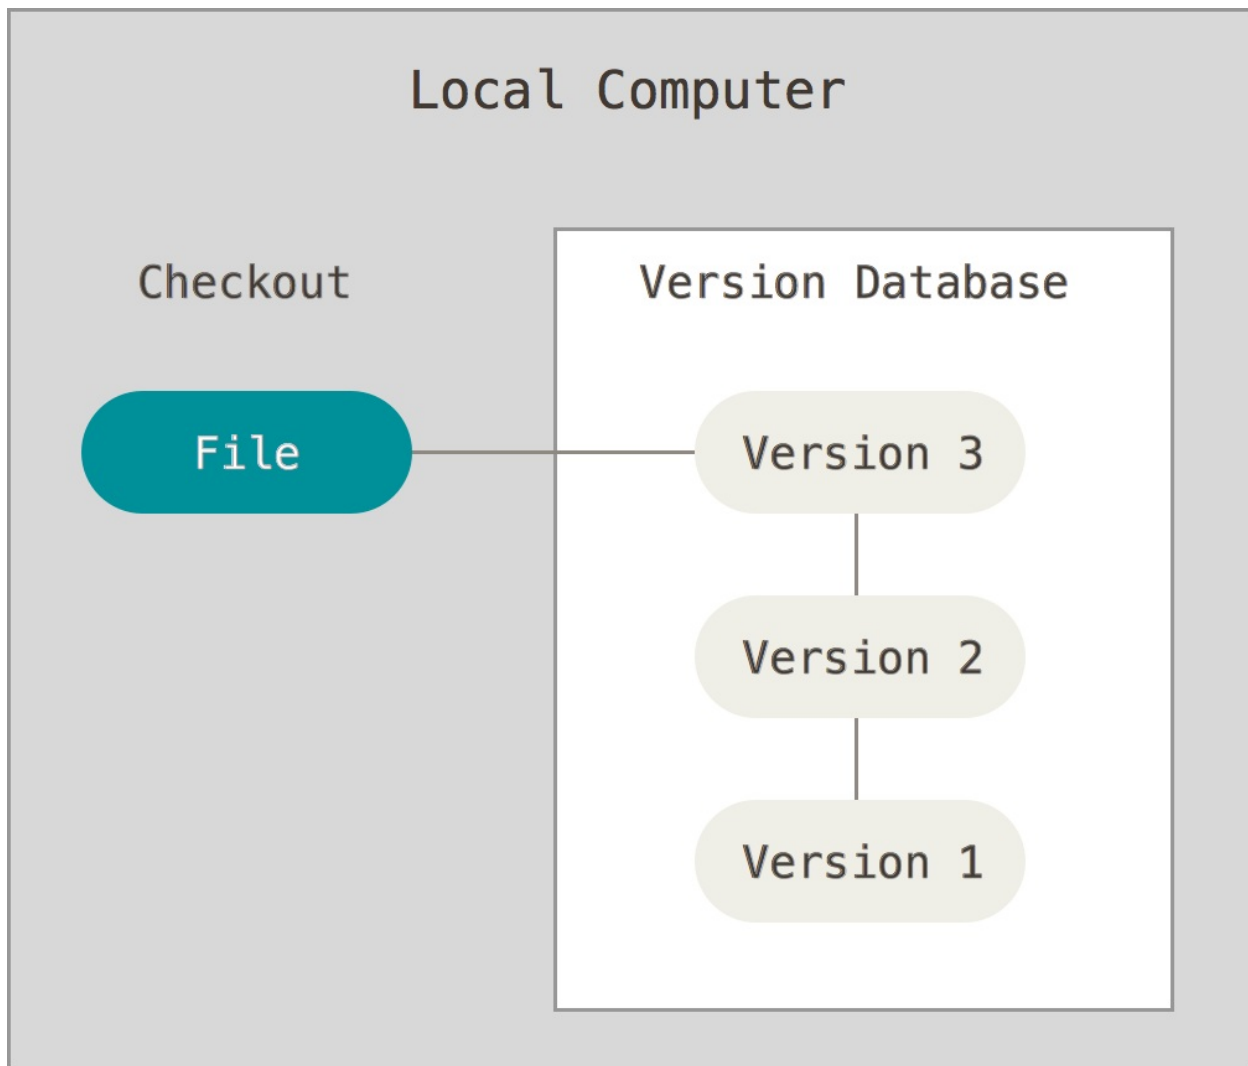 Local Computer
Checkout
Version Database
File
Version 3
Version 2
Version 1